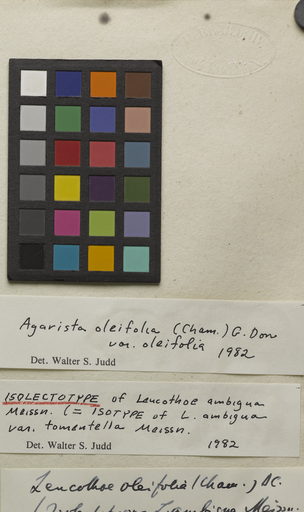 Agarista oleifolia (Cham.) G. Don
var. oleifolia 1982
Det. Walter S. Judd
ISOLECTOTYPE of Leucothoe ambigua
Meissn. (= ISOTYPE of L. ambigua
var. tomentella Meissn.
Det. Walter S. Judd 1982
Leucothoe oleifolia (Cham.) DC.